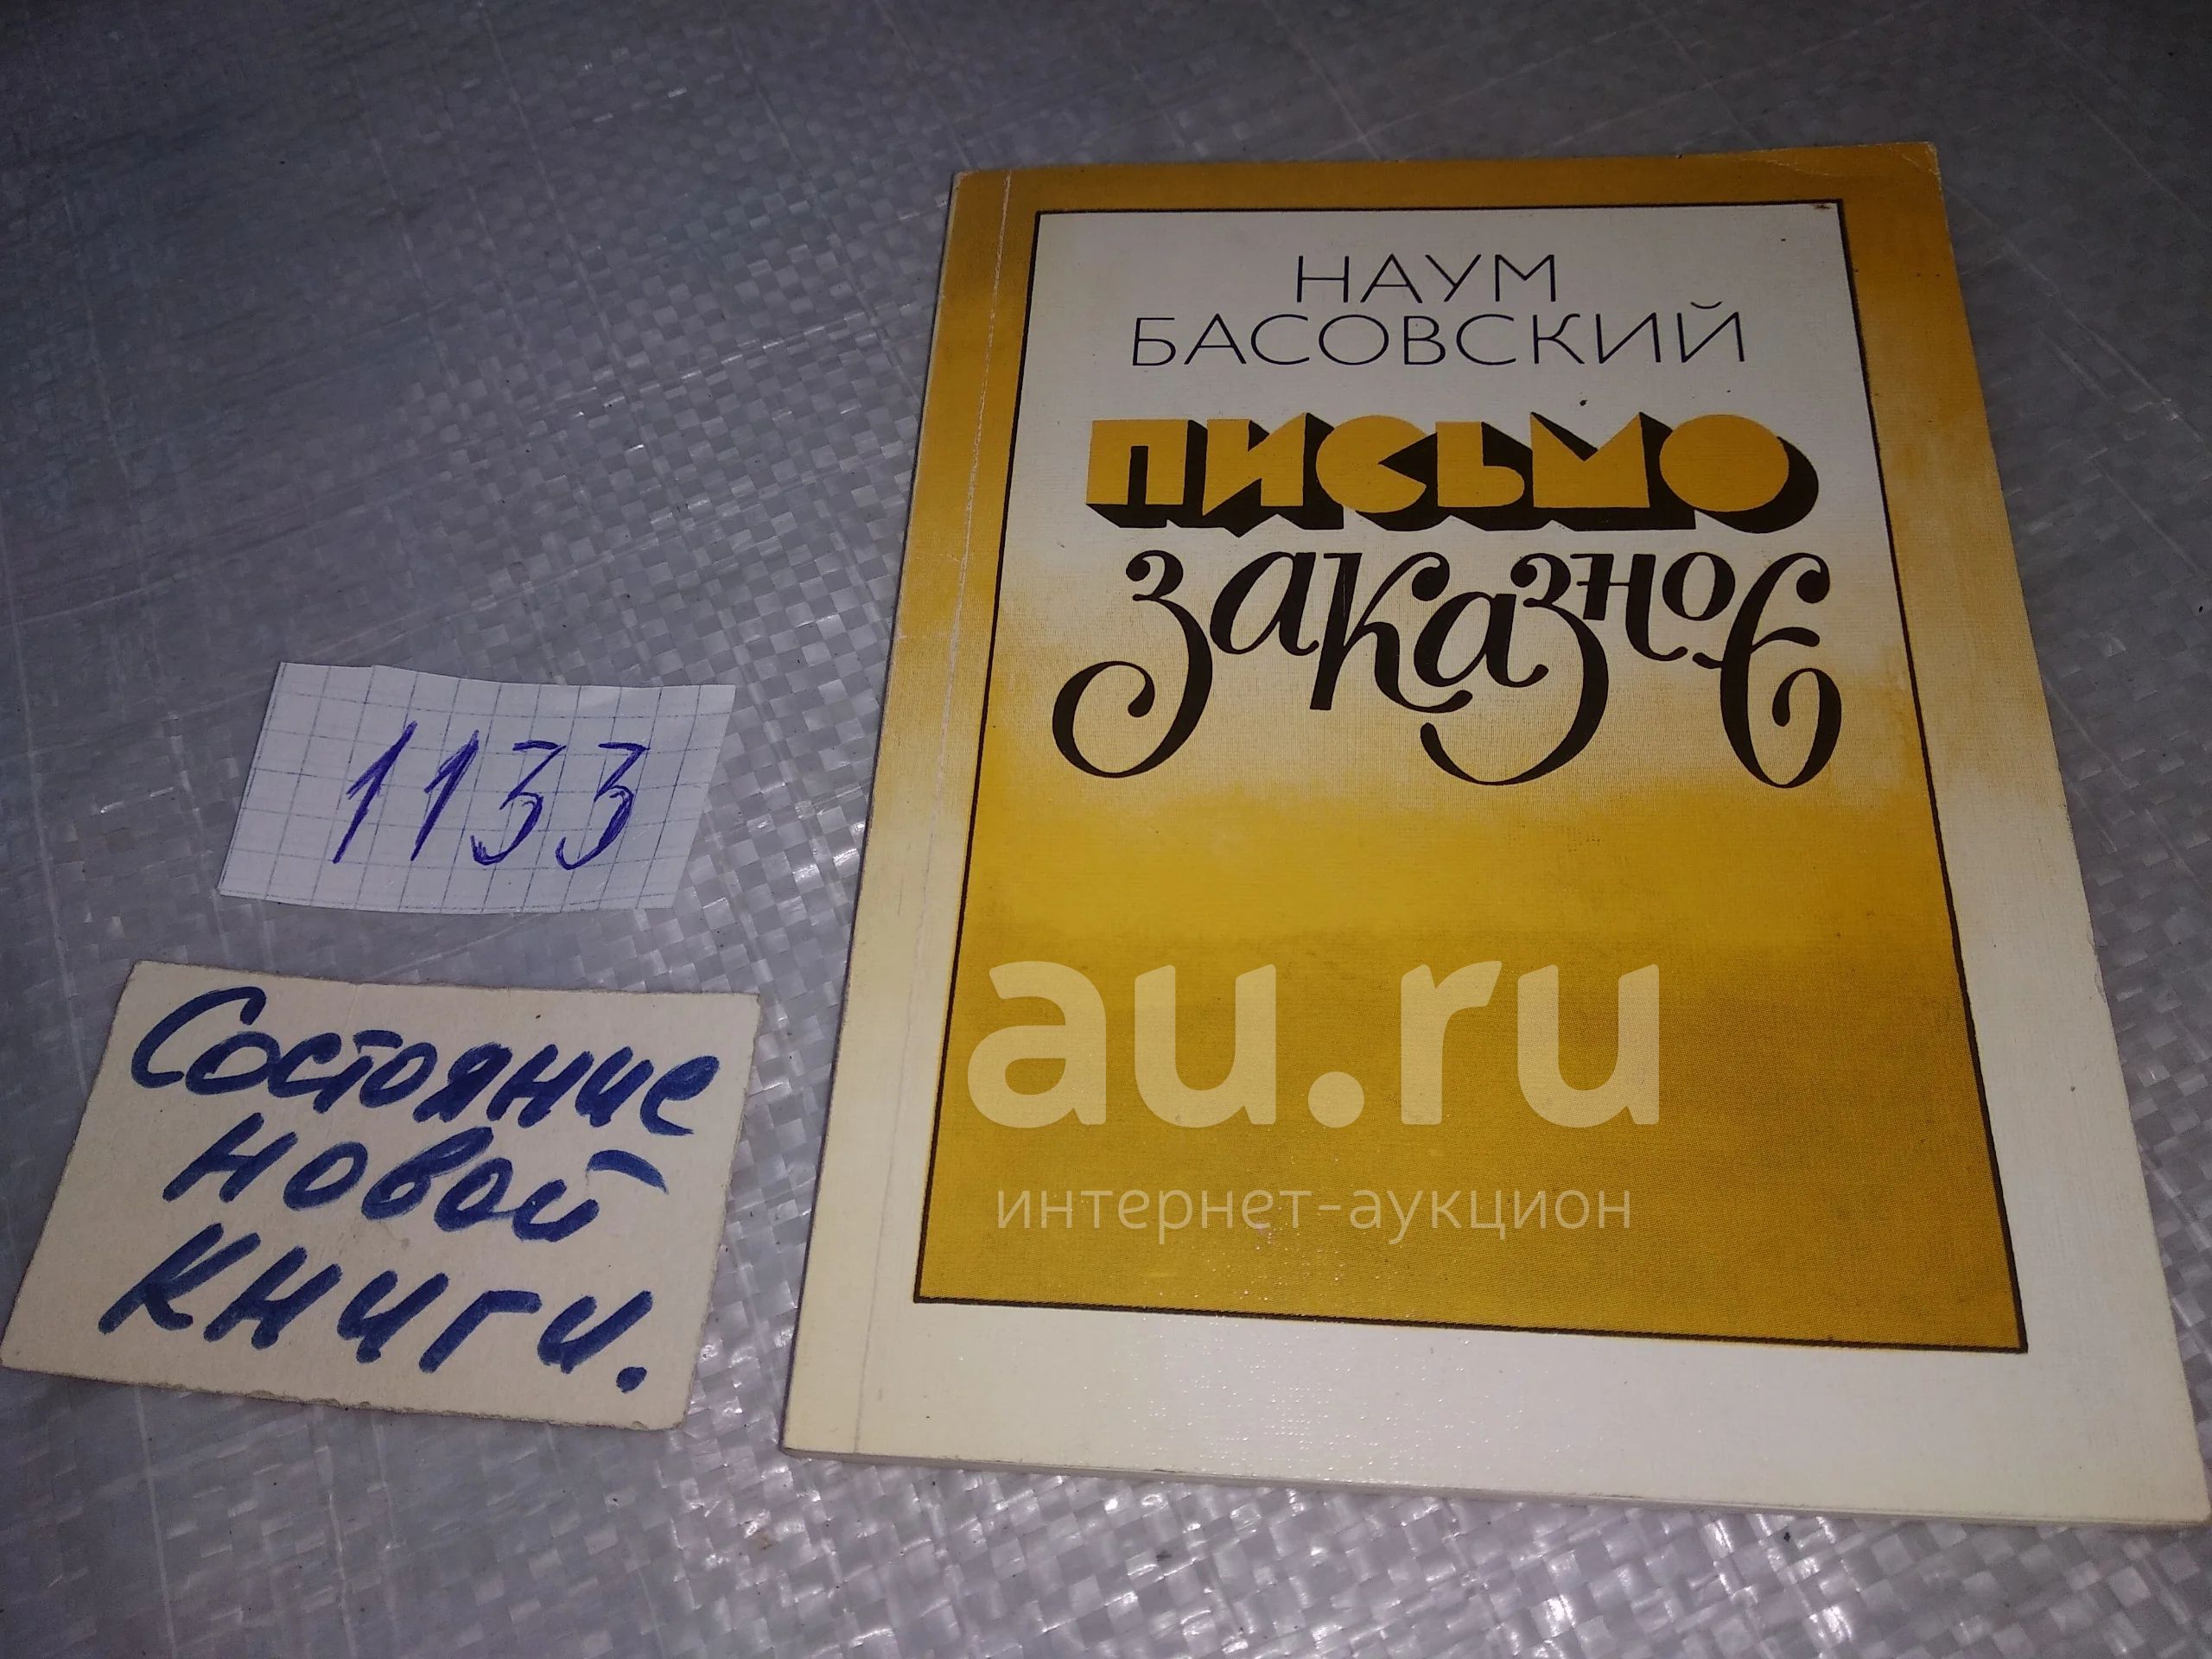 НАУМ
БАСОВСКИЙ
ПИСЬМО
заказное
1133
Состояние
новой
книги.
au.ru
интернет-аукцион